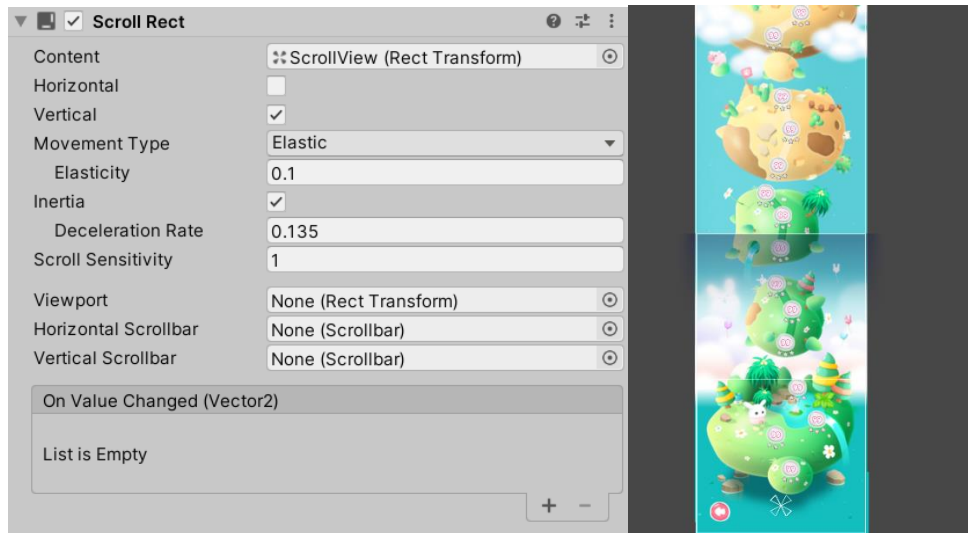 Scroll Rect
Content ScrollView (Rect Transform)
Horizontal
Vertical
Movement Type Elastic
Elasticity 0.1
Inertia
Deceleration Rate 0.135
Scroll Sensitivity 1
Viewport None (Rect Transform)
Horizontal Scrollbar None (Scrollbar)
Vertical Scrollbar None (Scrollbar)
On Value Changed (Vector2)
List is Empty